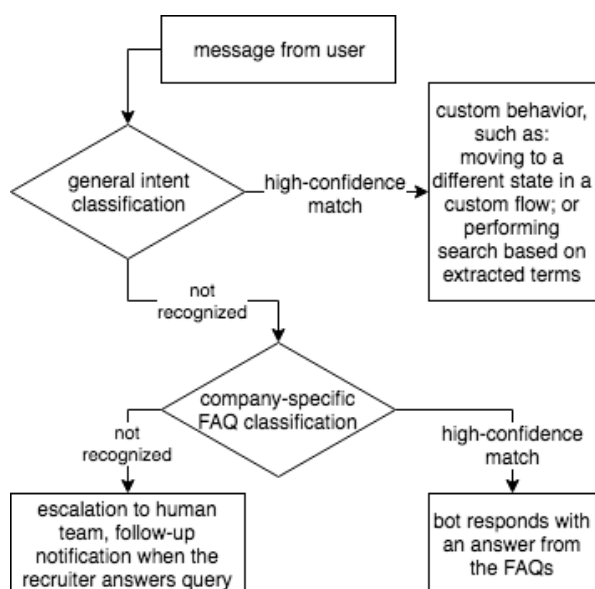 message from user
custom behavior,
such as:
moving to a
different state in a
custom flow; or
performing
search based on
extracted terms
general intent
classification
high-confidence
match
not
recognized
company-specific
FAQ classification
not
recognized
high-confidence
match
escalation to human
team, follow-up
notification when the
recruiter answers query
bot responds with
an answer from
the FAQs